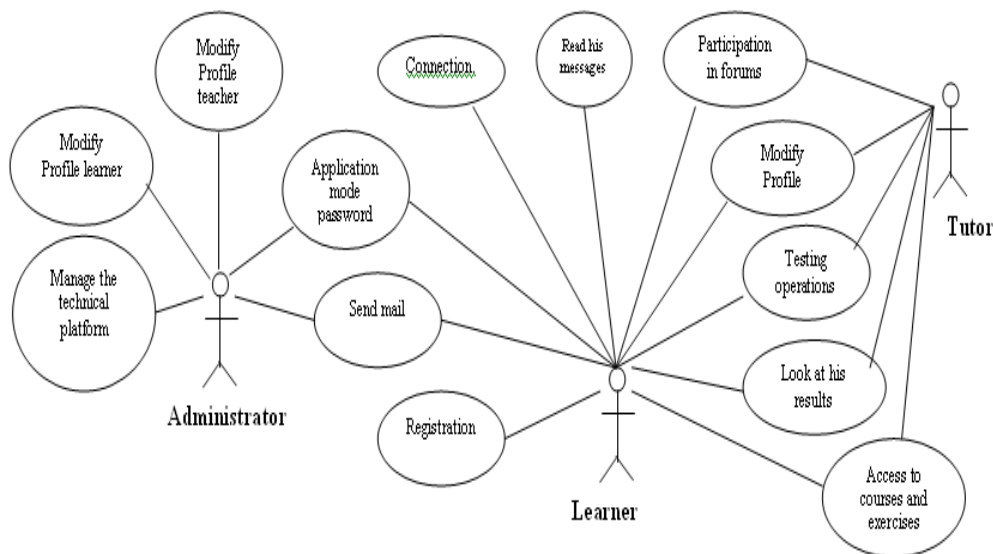 Modify
Profile
teacher
Connection
Read his
messages
Participation
in forums
Modify
Profile learner
Application
mode
password
Modify
Profile
Tutor
Manage the
technical
platform
Send mail
Testing
operations
Administrator
Registration
Look at his
results
Learner
Access to
courses and
exercises